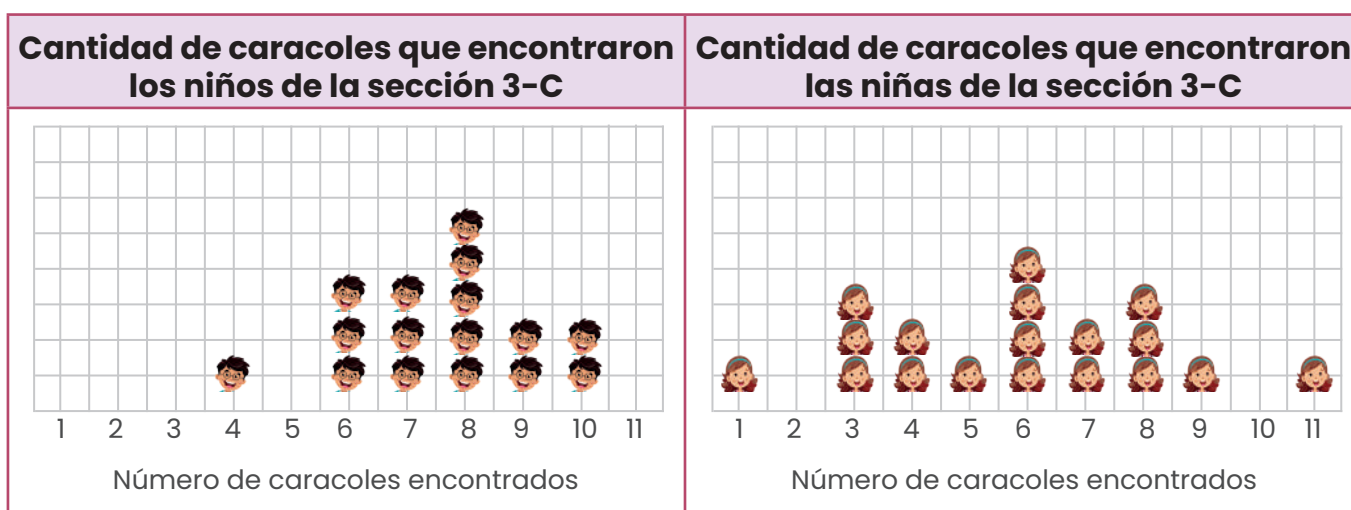 Cantidad de caracoles que encontraron
los niños de la sección 3-C
Cantidad de caracoles que encontraron
las niñas de la sección 3-C
1 2 3 4 5 6 7 8 9 10 11
Número de caracoles encontrados
1 2 3 4 5 6 7 8 9 10 11
Número de caracoles encontrados